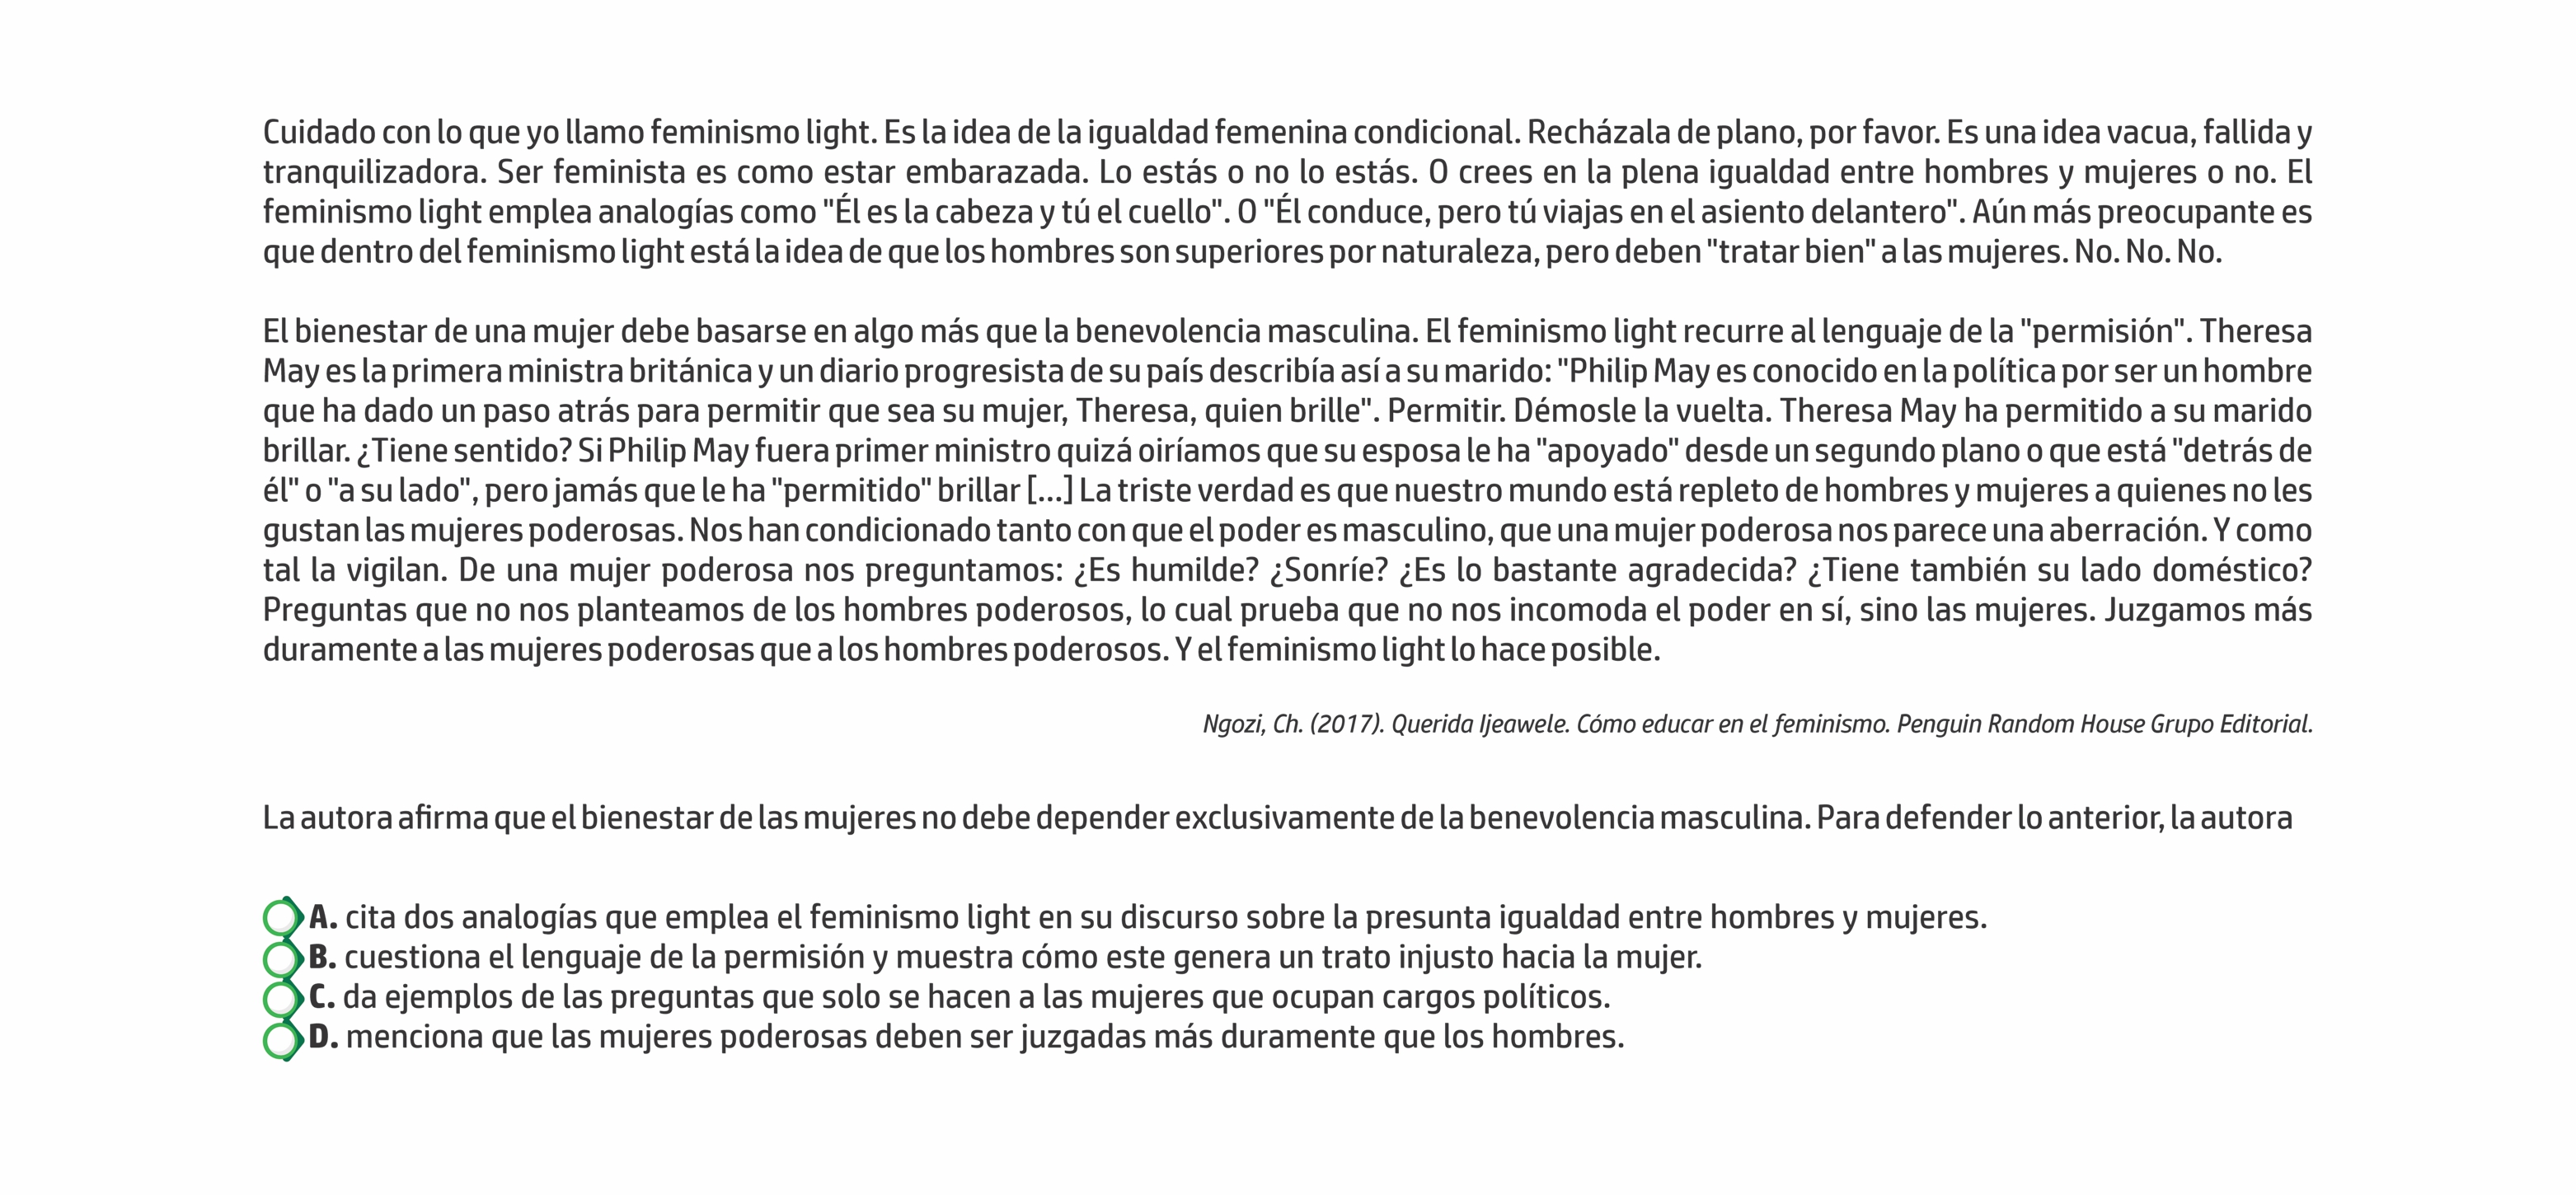 Cuidado con lo que yo llamo feminismo light. Es la idea de la igualdad femenina condicional. Recházala de plano, por favor. Es una idea vacua, fallida y
tranquilizadora. Ser feminista es como estar embarazada. Lo estás o no lo estás. O crees en la plena igualdad entre hombres y mujeres o no. El
feminismo light emplea analogías como "Él es la cabeza y tú el cuello". O "Él conduce, pero tú viajas en el asiento delantero". Aún más preocupante es
que dentro del feminismo light está la idea de que los hombres son superiores por naturaleza, pero deben "tratar bien" a las mujeres. No. No. No.
El bienestar de una mujer debe basarse en algo más que la benevolencia masculina. El feminismo light recurre al lenguaje de la "permisión". Theresa
May es la primera ministra británica y un diario progresista de su país describía así a su marido: "Philip May es conocido en la política por ser un hombre
que ha dado un paso atrás para permitir que sea su mujer, Theresa, quien brille". Permitir. Démosle la vuelta. Theresa May ha permitido a su marido
brillar. ¿Tiene sentido? Si Philip May fuera primer ministro quizá oiríamos que su esposa le ha "apoyado" desde un segundo plano o que está "detrás de
él" o "a su lado", pero jamás que le ha "permitido" brillar [...] La triste verdad es que nuestro mundo está repleto de hombres y mujeres a quienes no les
gustan las mujeres poderosas. Nos han condicionado tanto con que el poder es masculino, que una mujer poderosa nos parece una aberración. Y como
tal la vigilan. De una mujer poderosa nos preguntamos: ¿Es humilde? ¿Sonríe? ¿Es lo bastante agradecida? ¿Tiene también su lado doméstico?
Preguntas que no nos planteamos de los hombres poderosos, lo cual prueba que no nos incomoda el poder en sí, sino las mujeres. Juzgamos más
duramente a las mujeres poderosas que a los hombres poderosos. Y el feminismo light lo hace posible.
Ngozi, Ch. (2017). Querida Ijeawele. Cómo educar en el feminismo. Penguin Random House Grupo Editorial.
La autora afirma que el bienestar de las mujeres no debe depender exclusivamente de la benevolencia masculina. Para defender lo anterior, la autora
A. cita dos analogías que emplea el feminismo light en su discurso sobre la presunta igualdad entre hombres y mujeres.
B. cuestiona el lenguaje de la permisión y muestra cómo este genera un trato injusto hacia la mujer.
C. da ejemplos de las preguntas que solo se hacen a las mujeres que ocupan cargos políticos.
D. menciona que las mujeres poderosas deben ser juzgadas más duramente que los hombres.